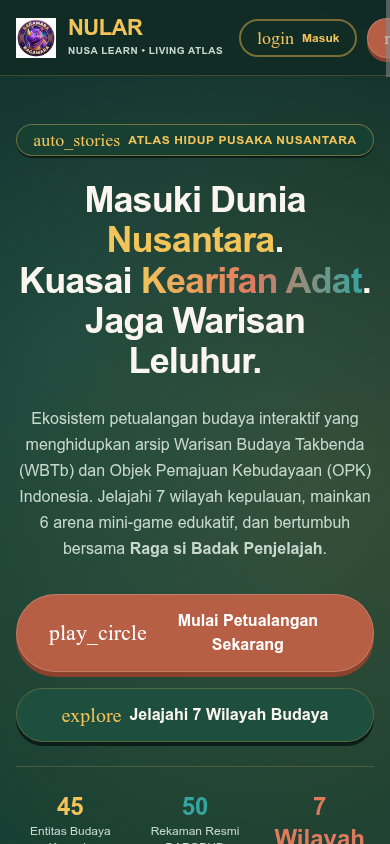 NULAR
NUSA LEARN • LIVING ATLAS
login Masuk
auto_stories ATLAS HIDUP PUSAKA NUSANTARA
Masuki Dunia
Nusantara.
Kuasai Kearifan Adat.
Jaga Warisan
Leluhur.
Ekosistem petualangan budaya interaktif yang
menghidupkan arsip Warisan Budaya Takbenda
(WBTb) dan Objek Pemajuan Kebudayaan (OPK)
Indonesia. Jelajahi 7 wilayah kepulauan, mainkan
6 arena mini-game edukatif, dan bertumbuh
bersama Raga si Badak Penjelajah.
play_circle Mulai Petualangan
Sekarang
explore Jelajahi 7 Wilayah Budaya
45 50 7
Entitas Budaya Rekaman Resmi Wilayah